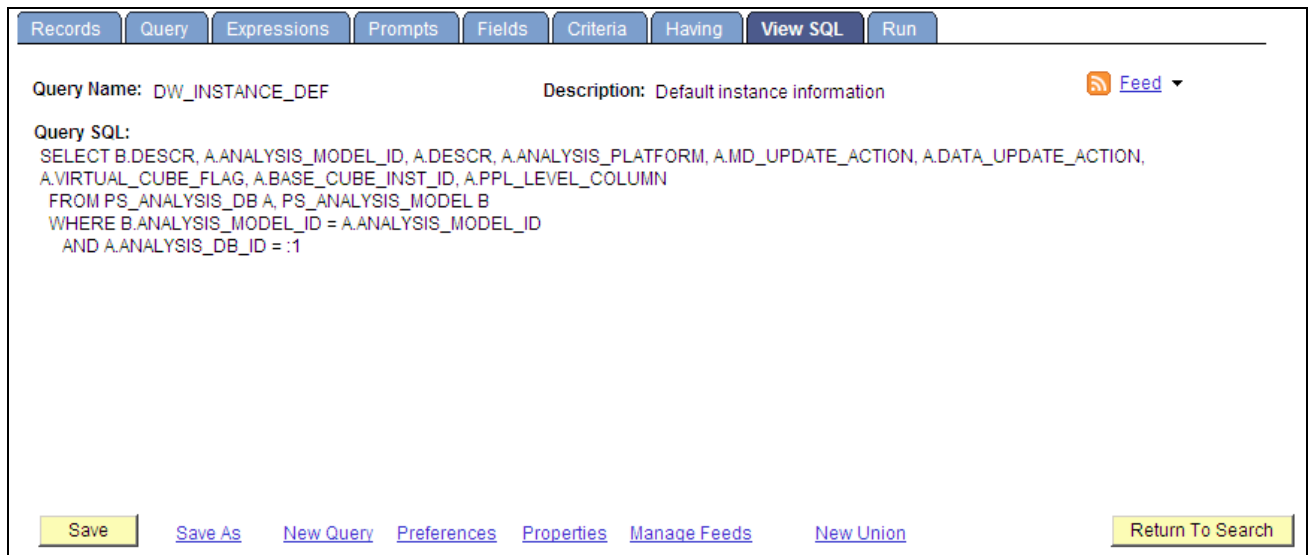 Records Query Expressions Prompts Fields Criteria Having View SQL Run
Query Name: DW_INSTANCE_DEF Description: Default instance information Feed
Query SQL:
SELECT B.DESCR, A.ANALYSIS_MODEL_ID, A.DESCR, A.ANALYSIS_PLATFORM, A.MD_UPDATE_ACTION, A.DATA_UPDATE_ACTION,
A.VIRTUAL_CUBE_FLAG, A.BASE_CUBE_INST_ID, A.PPL_LEVEL_COLUMN
FROM PS_ANALYSIS_DB A, PS_ANALYSIS_MODEL B
WHERE B.ANALYSIS_MODEL_ID = A.ANALYSIS_MODEL_ID
AND A.ANALYSIS_DB_ID = :1
Save Save As New Query Preferences Properties Manage Feeds New Union Return To Search